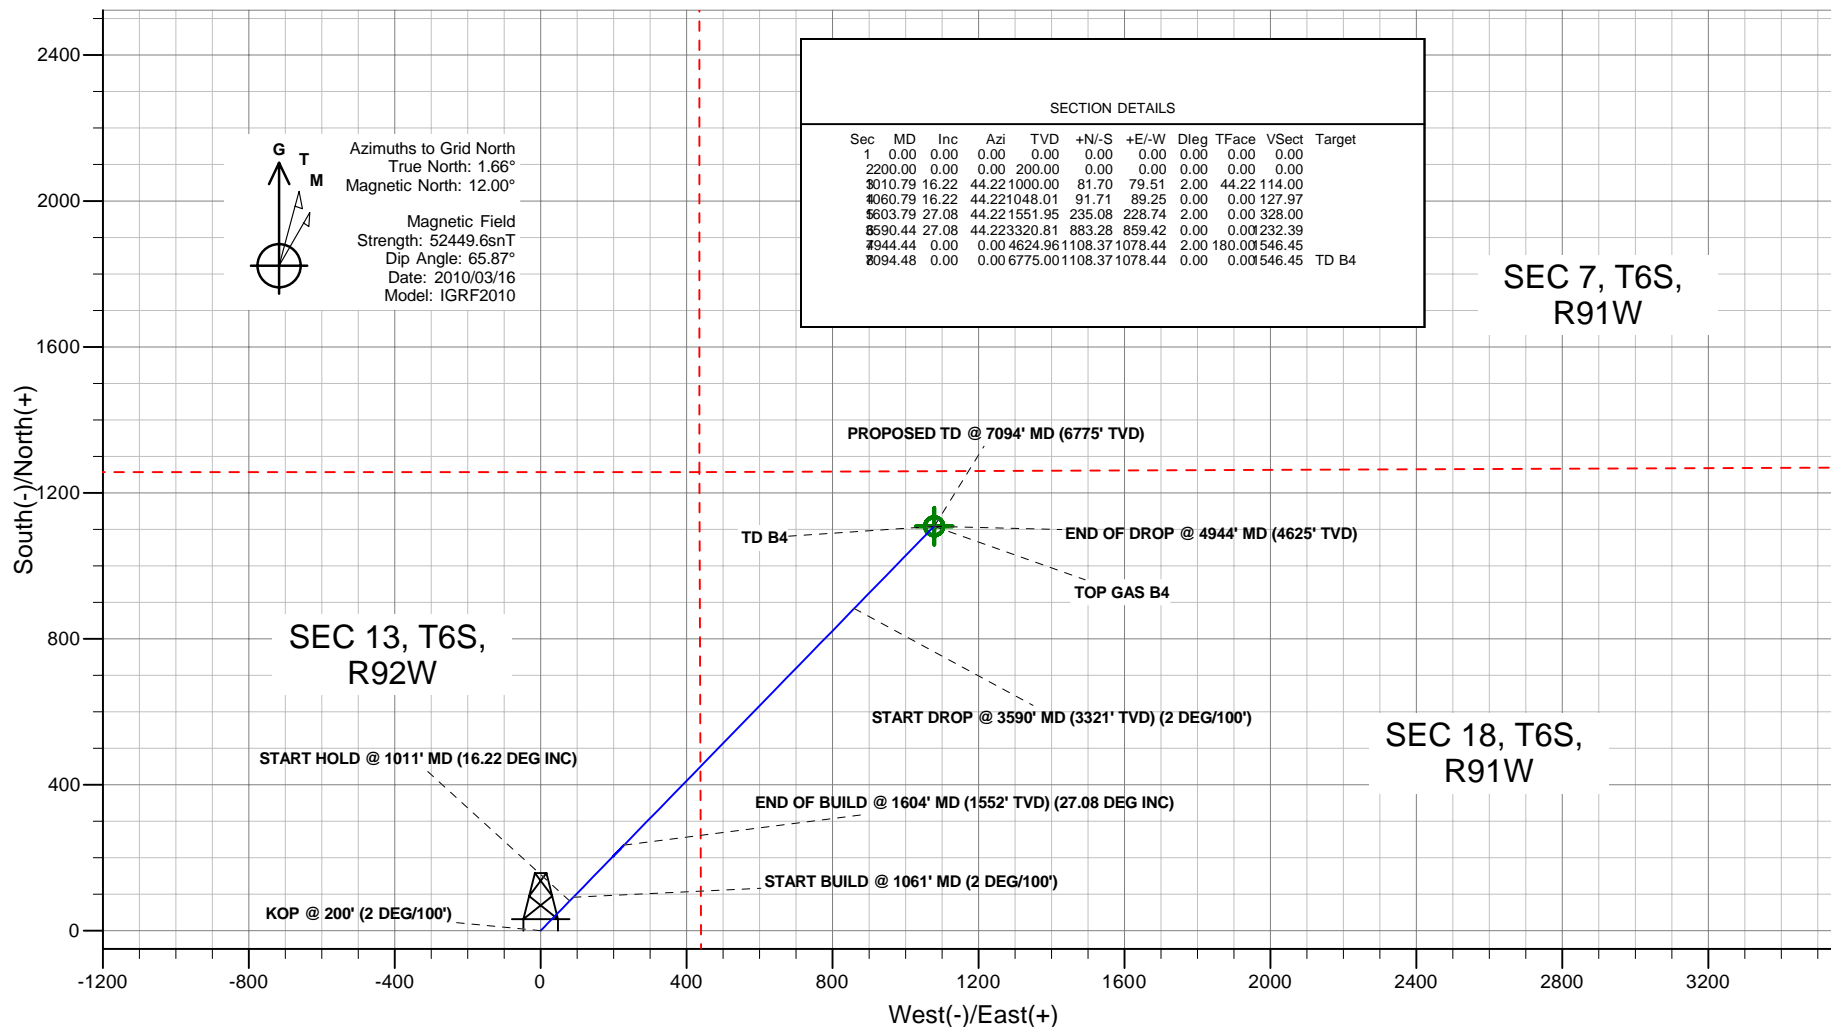 2400
2000
1600
1200
800
400
0
South(-)/North(+)
-1200 -800 -400 0 400 800 1200 1600 2000 2400 2800 3200
West(-)/East(+)
G
T
M
Azimuths to Grid North
True North: 1.66°
Magnetic North: 12.00°
Magnetic Field
Strength: 52449.6snT
Dip Angle: 65.87°
Date: 2010/03/16
Model: IGRF2010
SECTION DETAILS
Sec MD Inc Azi TVD +N/-S +E/-W Dleg TFace VSect Target
1 0.00 0.00 0.00 0.00 0.00 0.00 0.00 0.00 0.00
2 200.00 0.00 0.00 200.00 0.00 0.00 0.00 0.00 0.00
3 1010.79 16.22 44.22 1000.00 81.70 79.51 2.00 44.22 114.00
4 1060.79 16.22 44.22 1048.01 91.71 89.25 0.00 0.00 127.97
5 1603.79 27.08 44.22 1551.95 235.08 228.74 2.00 0.00 328.00
6 3590.44 27.08 44.22 3320.81 883.28 859.42 0.00 0.00 1232.39
7 4944.44 0.00 0.00 4624.96 1108.37 1078.44 2.00 180.00 1546.45
8 7094.48 0.00 0.00 6775.00 1108.37 1078.44 0.00 0.00 1546.45 TD B4
SEC 7, T6S,
R91W
PROPOSED TD @ 7094' MD (6775' TVD)
TD B4
END OF DROP @ 4944' MD (4625' TVD)
TOP GAS B4
SEC 13, T6S,
R92W
START DROP @ 3590' MD (3321' TVD) (2 DEG/100')
SEC 18, T6S,
R91W
START HOLD @ 1011' MD (16.22 DEG INC)
END OF BUILD @ 1604' MD (1552' TVD) (27.08 DEG INC)
START BUILD @ 1061' MD (2 DEG/100')
KOP @ 200' (2 DEG/100')